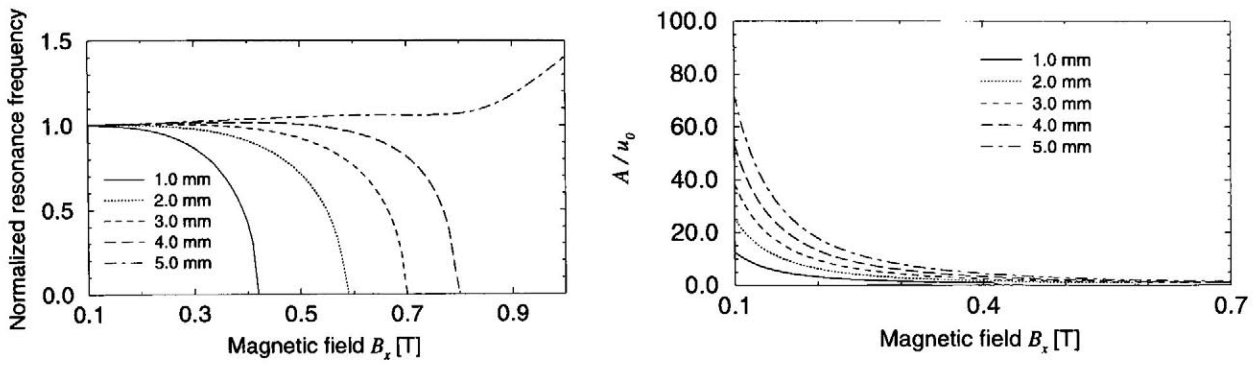 Normalized resonance frequency
1.5
1.0
0.5
0.0
1.0 mm
2.0 mm
3.0 mm
4.0 mm
5.0 mm
0.1
0.3
0.5
0.7
0.9
Magnetic field Bx [T]
A / u0
100.0
80.0
60.0
40.0
20.0
0.0
1.0 mm
2.0 mm
3.0 mm
4.0 mm
5.0 mm
0.1
0.4
0.7
Magnetic field Bx [T]